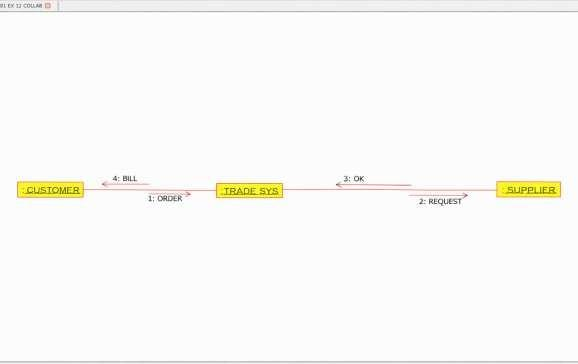 01 EX 12 COLLAB
4: BILL
3: OK
: CUSTOMER
: TRADE SYS
: SUPPLIER
1: ORDER
2: REQUEST